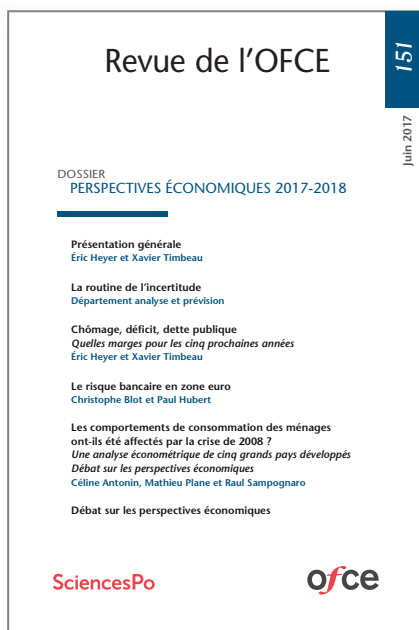 Revue de l'OFCE
151
Juin 2017
DOSSIER
PERSPECTIVES ÉCONOMIQUES 2017-2018
Présentation générale
Éric Heyer et Xavier Timbeau
La routine de l'incertitude
Département analyse et prévision
Chômage, déficit, dette publique
Quelles marges pour les cinq prochaines années
Éric Heyer et Xavier Timbeau
Le risque bancaire en zone euro
Christophe Blot et Paul Hubert
Les comportements de consommation des ménages
ont-ils été affectés par la crise de 2008 ?
Une analyse économétrique de cinq grands pays développés
Débat sur les perspectives économiques
Céline Antonin, Mathieu Plane et Raul Sampognaro
Débat sur les perspectives économiques
SciencesPo
ofce